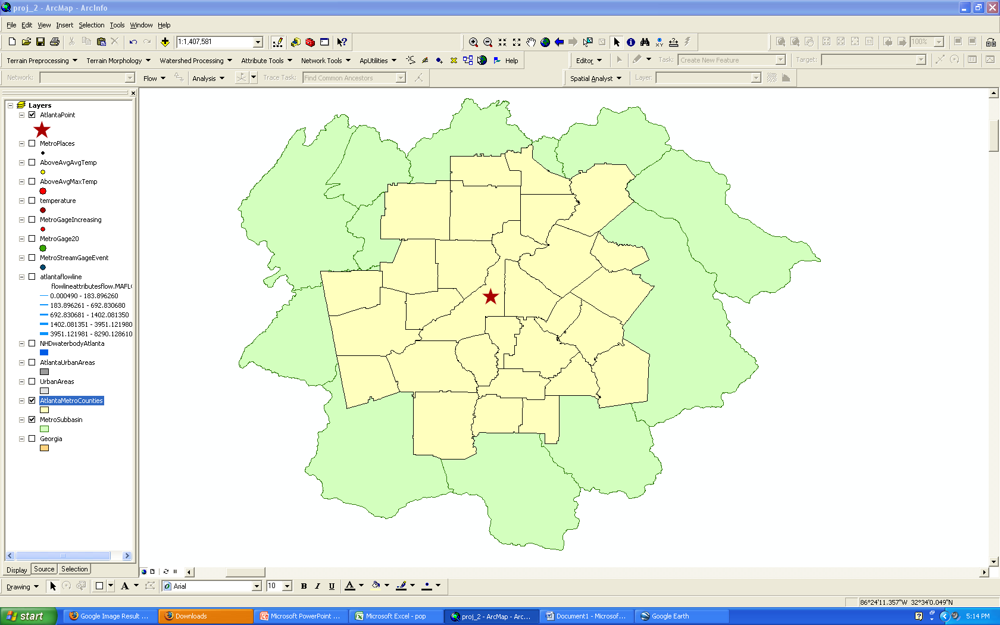 proj_2 - ArcMap - ArcInfo
File Edit View Insert Selection Tools Window Help
1:1,407,581
100%
Terrain Preprocessing Terrain Morphology Watershed Processing Attribute Tools Network Tools ApUtilities Help
Editor Task: Create New Feature Target:
Network: Flow Analysis Trace Task: Find Common Ancestors
Spatial Analyst Layer:
Layers
AtlantaPoint
MetroPlaces
AboveAvgAvgTemp
AboveAvgMaxTemp
temperature
MetroGageIncreasing
MetroGage20
MetroStreamGageEvent
atlantaflowline
flowlineattributesflow.MAFL
0.000490 - 183.896260
183.896261 - 692.830680
692.830681 - 1402.081350
1402.081351 - 3951.121980
3951.121981 - 8290.128610
NHDwaterbodyAtlanta
AtlantaUrbanAreas
UrbanAreas
AtlantaMetroCounties
MetroSubbasin
Georgia
Display Source Selection
Drawing A Arial 10 B I U A
86°24'11.357"W 32°34'0.049"N
start Google Image Result ... Downloads Microsoft PowerPoint ... Microsoft Excel - pop proj_2 - ArcMap - Arc... Document1 - Microsof... Google Earth 5:14 PM